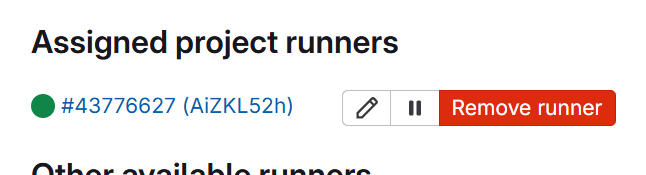 Assigned project runners
#43776627 (AiZKL52h)
Remove runner
Other available runners